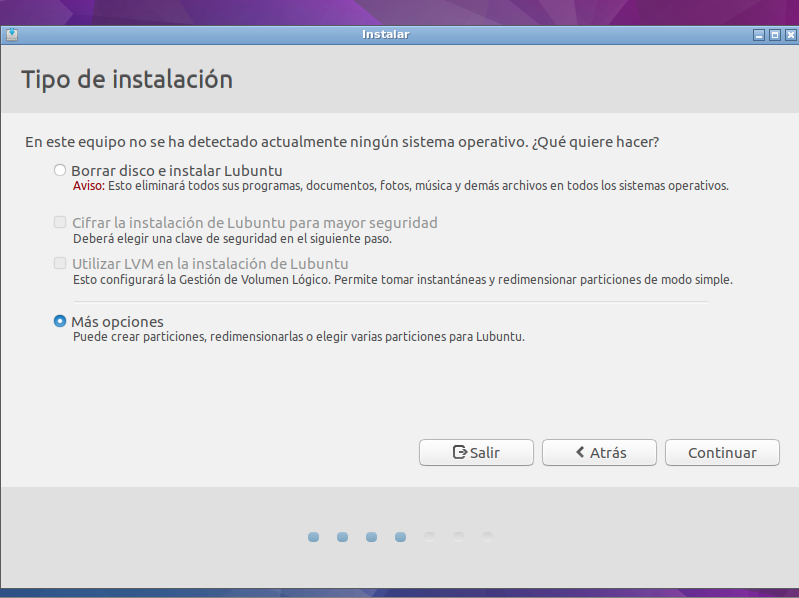 Instalar
Tipo de instalación
En este equipo no se ha detectado actualmente ningún sistema operativo. ¿Qué quiere hacer?
Borrar disco e instalar Lubuntu
Aviso: Esto eliminará todos sus programas, documentos, fotos, música y demás archivos en todos los sistemas operativos.
Cifrar la instalación de Lubuntu para mayor seguridad
Deberá elegir una clave de seguridad en el siguiente paso.
Utilizar LVM en la instalación de Lubuntu
Esto configurará la Gestión de Volumen Lógico. Permite tomar instantáneas y redimensionar particiones de modo simple.
Más opciones
Puede crear particiones, redimensionarlas o elegir varias particiones para Lubuntu.
Salir
Atrás
Continuar